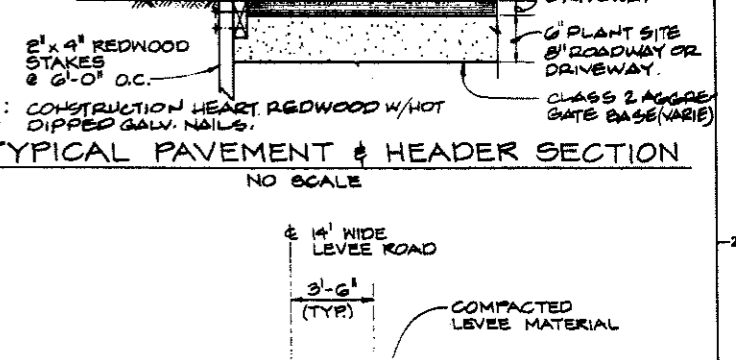 2" x 4" REDWOOD
STAKES
@ 6'-0" O.C.
6" PLANT SITE
8" ROADWAY OR
DRIVEWAY.
CLASS 2 AGGRE-
GATE BASE (VARIE)
: CONSTRUCTION HEART REDWOOD W/HOT
DIPPED GALV. NAILS.
TYPICAL PAVEMENT & HEADER SECTION
NO SCALE
℄ 14' WIDE
LEVEE ROAD
3'-6"
(TYP.)
COMPACTED
LEVEE MATERIAL
2